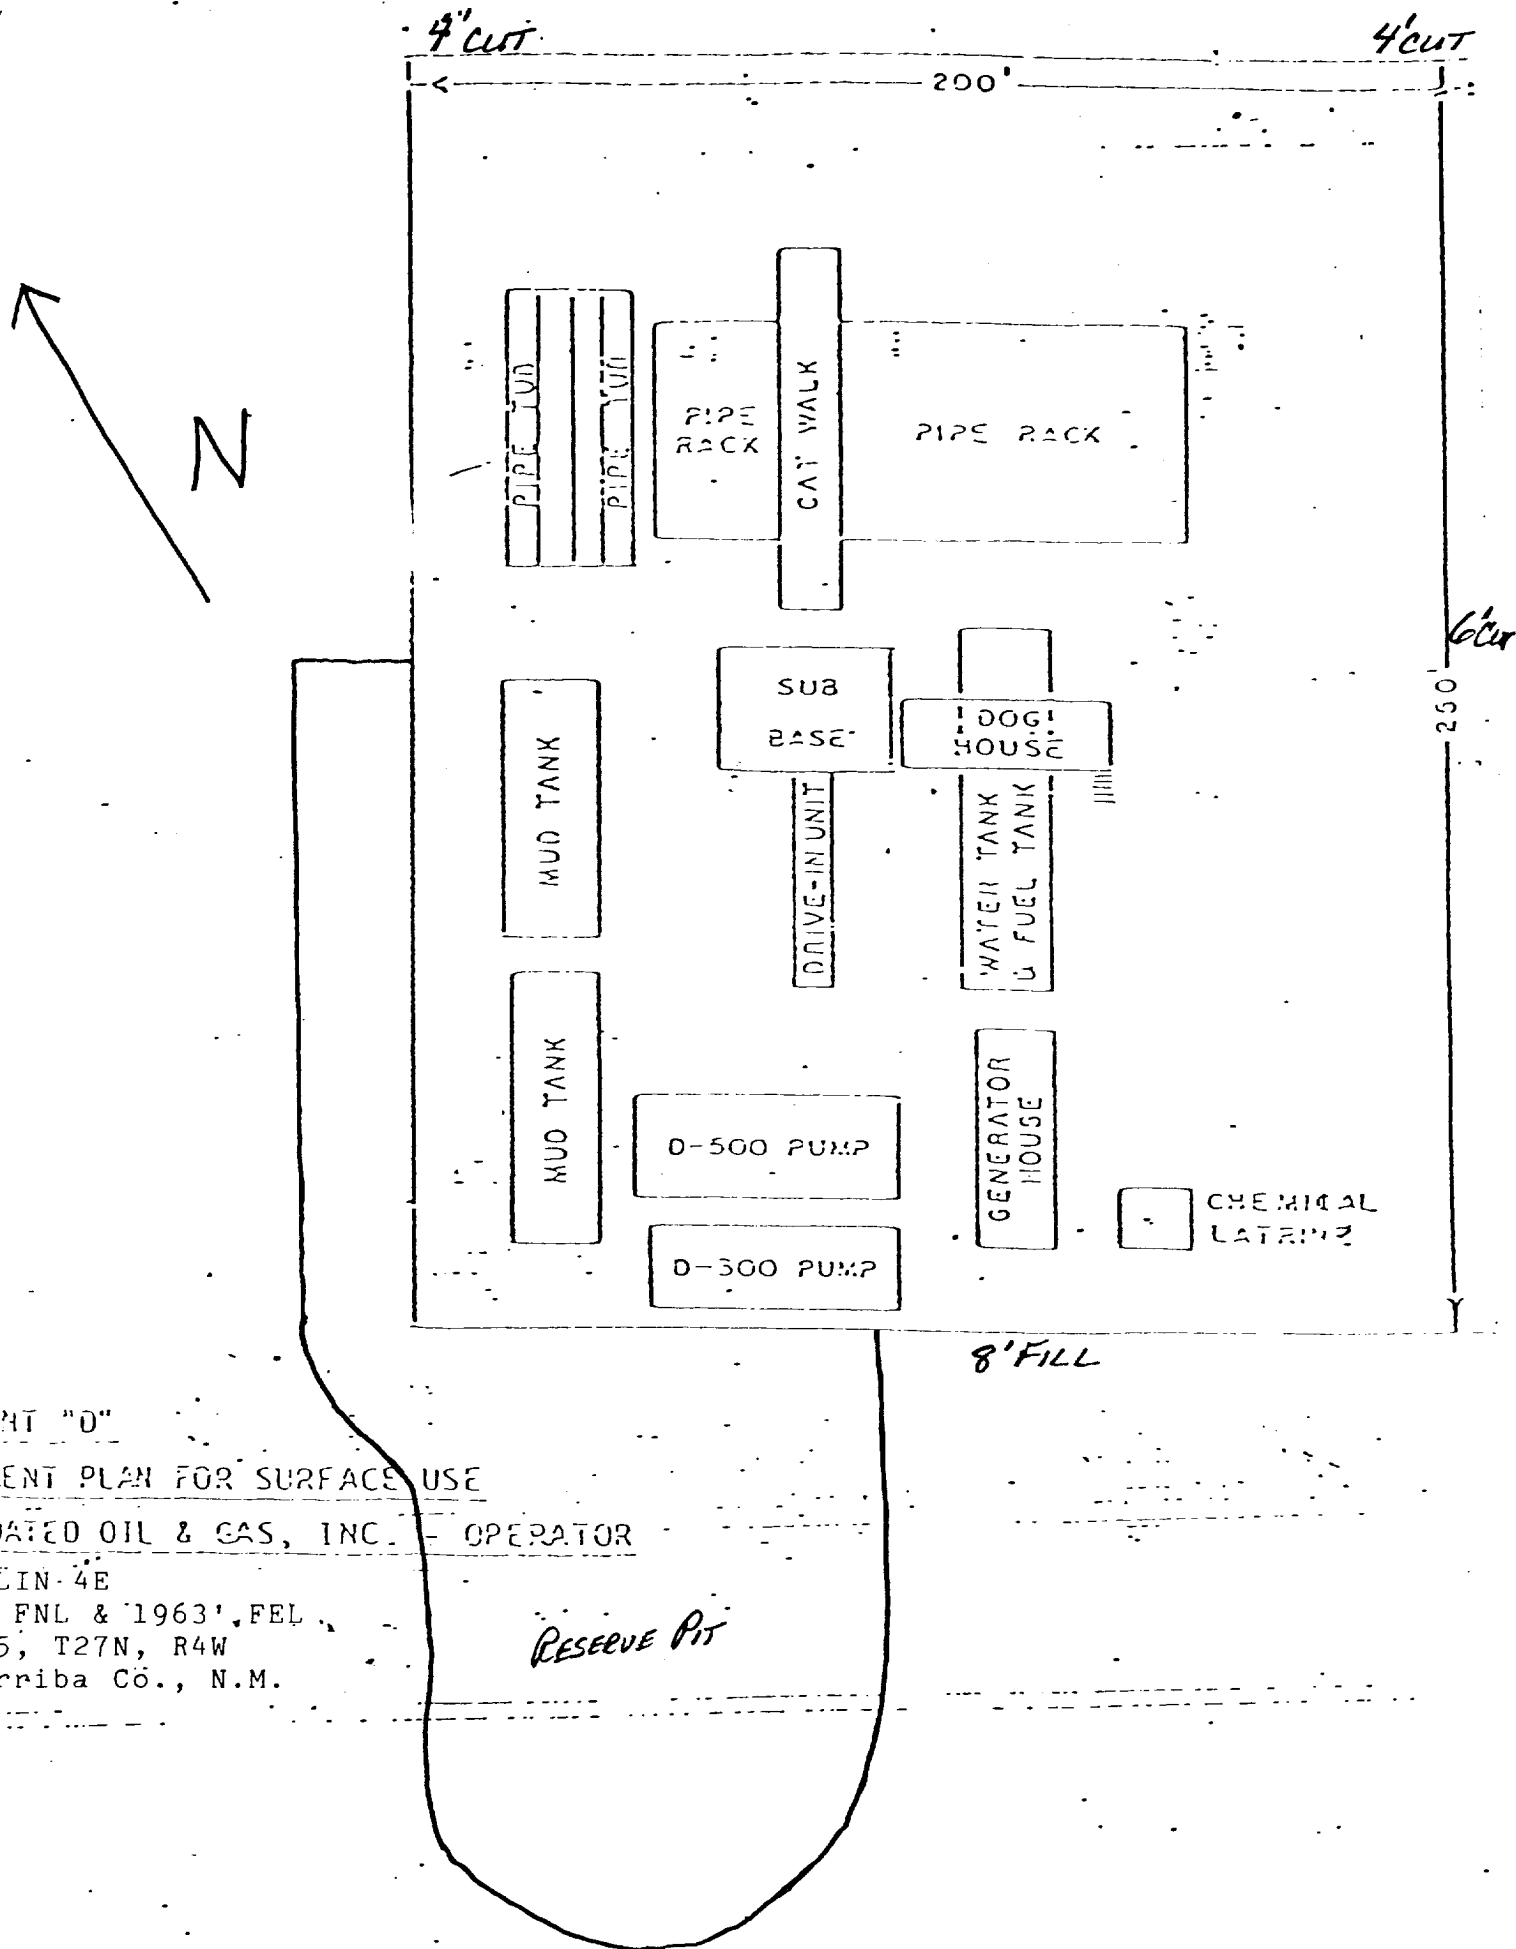 4' CUT
4' CUT
200'
N
PIPE TUB
PIPE TUB
PIPE
RACK
CAT WALK
PIPE RACK
6' CUT
250'
SUB
BASE
DOG
HOUSE
MUD TANK
DRIVE-IN UNIT
WATER TANK
& FUEL TANK
MUD TANK
GENERATOR
HOUSE
D-500 PUMP
CHEMICAL
LATRINE
D-300 PUMP
8' FILL
"D"
PLAN FOR SURFACE USE
OIL & GAS, INC. - OPERATOR
4E
FNL & 1963' FEL
5, T27N, R4W
Co., N.M.
RESERVE PIT